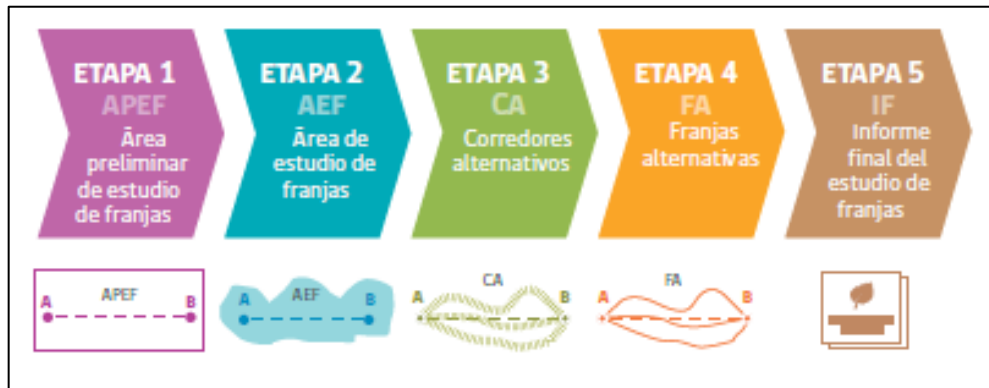 ETAPA 1
APEF
Área
preliminar
de estudio
de franjas
ETAPA 2
AEF
Área de
estudio de
franjas
ETAPA 3
CA
Corredores
alternativos
ETAPA 4
FA
Franjas
alternativas
ETAPA 5
IF
Informe
final del
estudio de
franjas
A APEF B
A AEF B
A CA B
A FA B